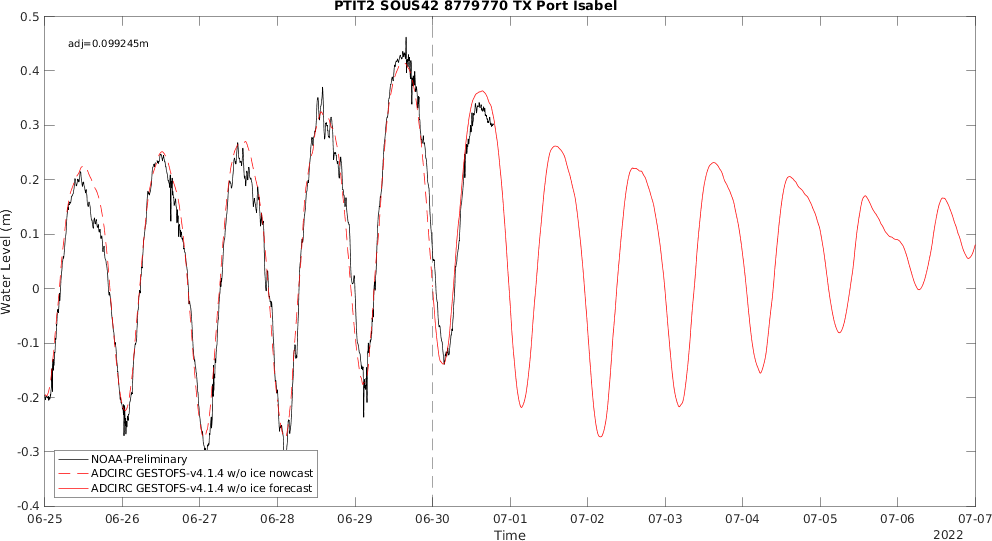 PTIT2 SOUS42 8779770 TX Port Isabel
adj=0.099245m
0.5
0.4
0.3
0.2
0.1
0
-0.1
-0.2
-0.3
-0.4
Water Level (m)
NOAA-Preliminary
ADCIRC GESTOFS-v4.1.4 w/o ice nowcast
ADCIRC GESTOFS-v4.1.4 w/o ice forecast
06-25 06-26 06-27 06-28 06-29 06-30 07-01 07-02 07-03 07-04 07-05 07-06 07-07
Time
2022